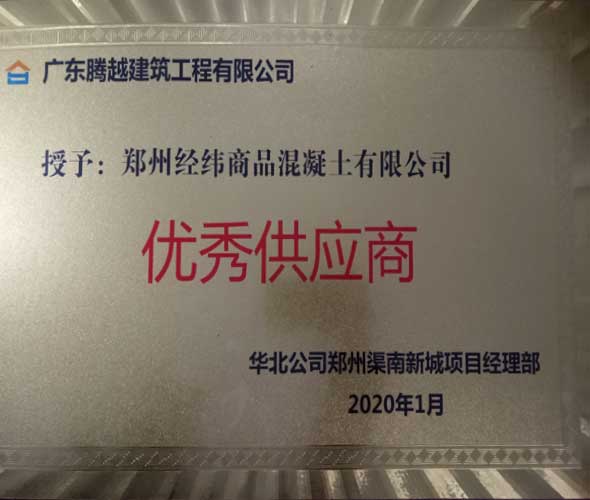 广东腾越建筑工程有限公司
授予：郑州经纬商品混凝土有限公司
优秀供应商
华北公司郑州渠南新城项目经理部
2020年1月